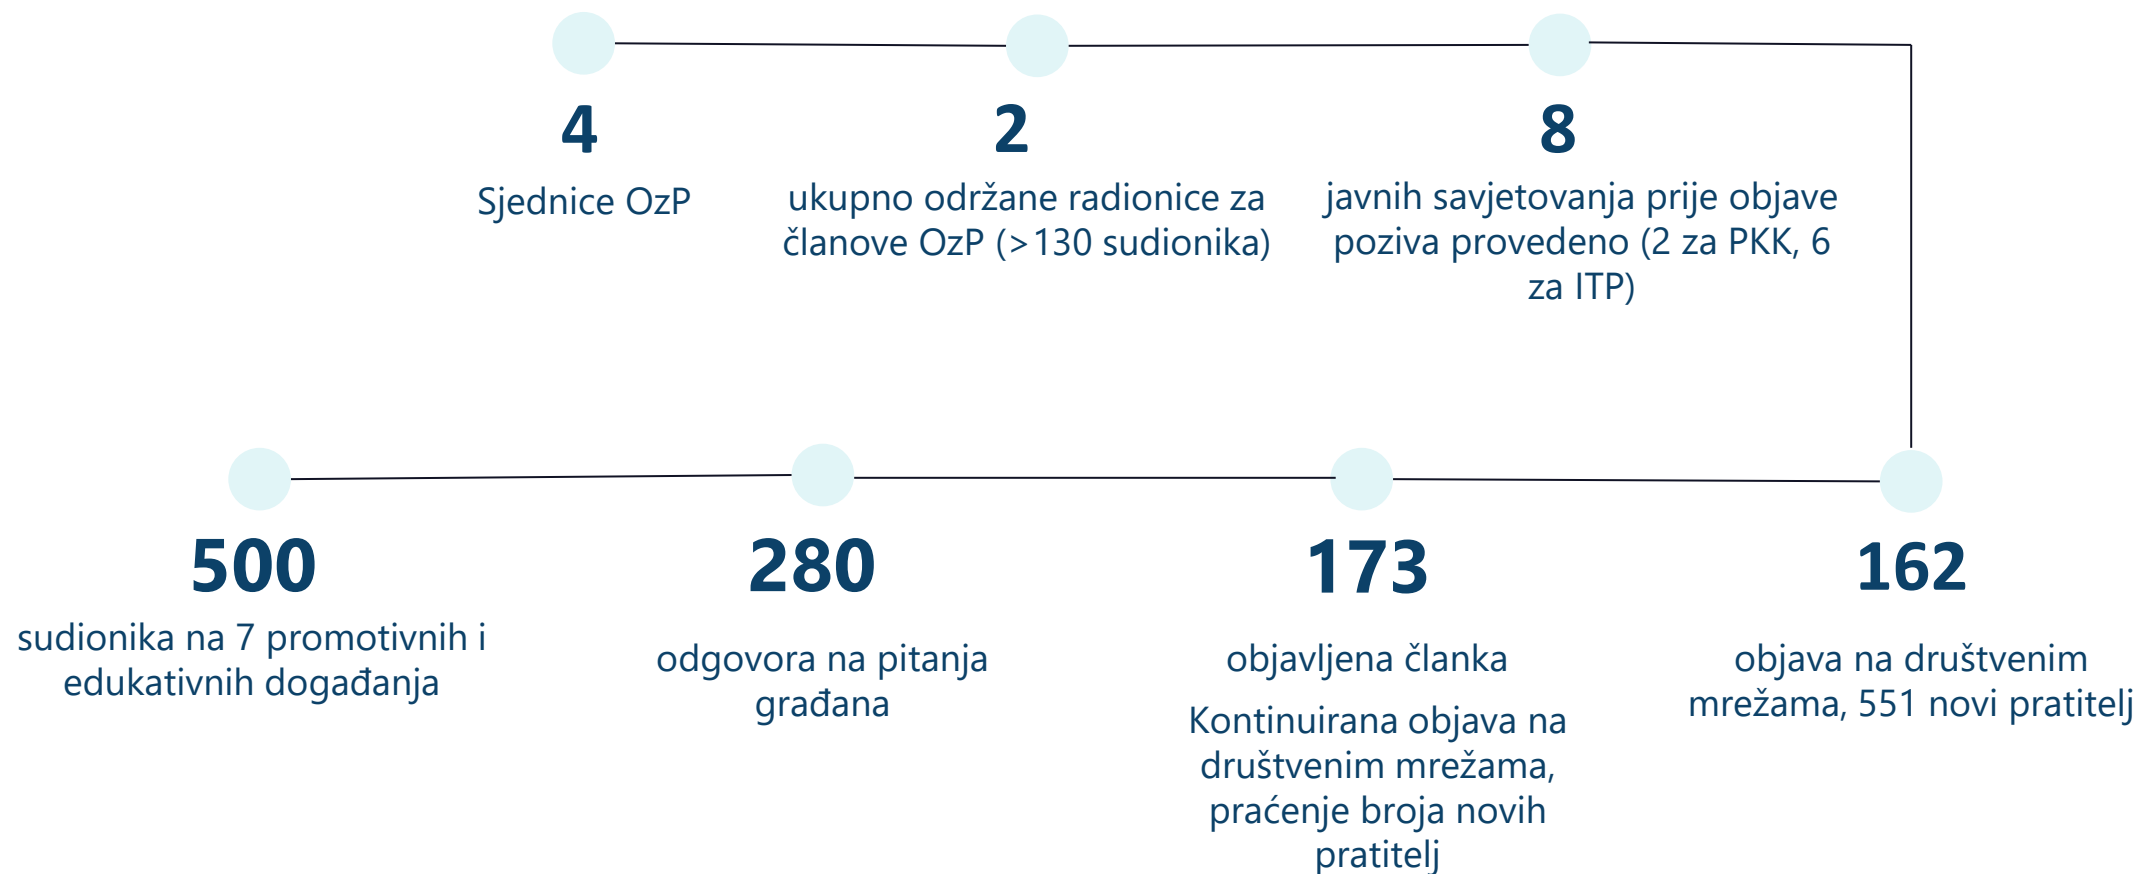 4
Sjednice OzP
2
ukupno održane radionice za
članove OzP (>130 sudionika)
8
javnih savjetovanja prije objave
poziva provedeno (2 za PKK, 6
za ITP)
500
sudionika na 7 promotivnih i
edukativnih događanja
280
odgovora na pitanja
građana
173
objavljena članka
Kontinuirana objava na
društvenim mrežama,
praćenje broja novih
pratitelj
162
objava na društvenim
mrežama, 551 novi pratitelj